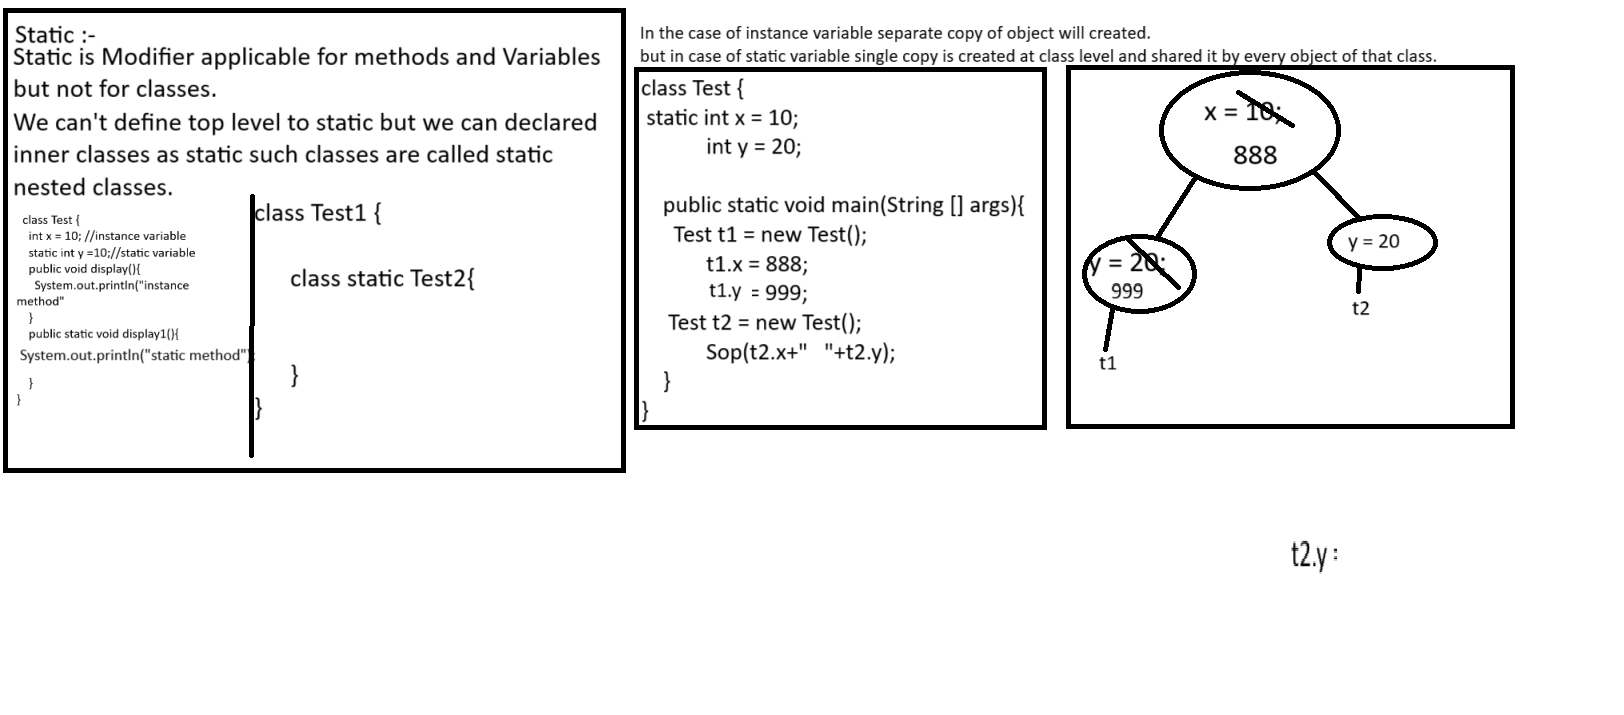 Static :-
Static is Modifier applicable for methods and Variables
but not for classes.
We can't define top level to static but we can declared
inner classes as static such classes are called static
nested classes.
class Test {
int x = 10; //instance variable
static int y =10;//static variable
public void display(){
System.out.println("instance
method"
}
public static void display1(){
System.out.println("static method")
}
}
class Test1 {
class static Test2{
}
}
In the case of instance variable separate copy of object will created.
but in case of static variable single copy is created at class level and shared it by every object of that class.
class Test {
static int x = 10;
int y = 20;
public static void main(String [] args){
Test t1 = new Test();
t1.x = 888;
t1.y = 999;
Test t2 = new Test();
Sop(t2.x+" "+t2.y);
}
}
x = 10;
888
y = 20;
999
t1
y = 20
t2
t2.y :